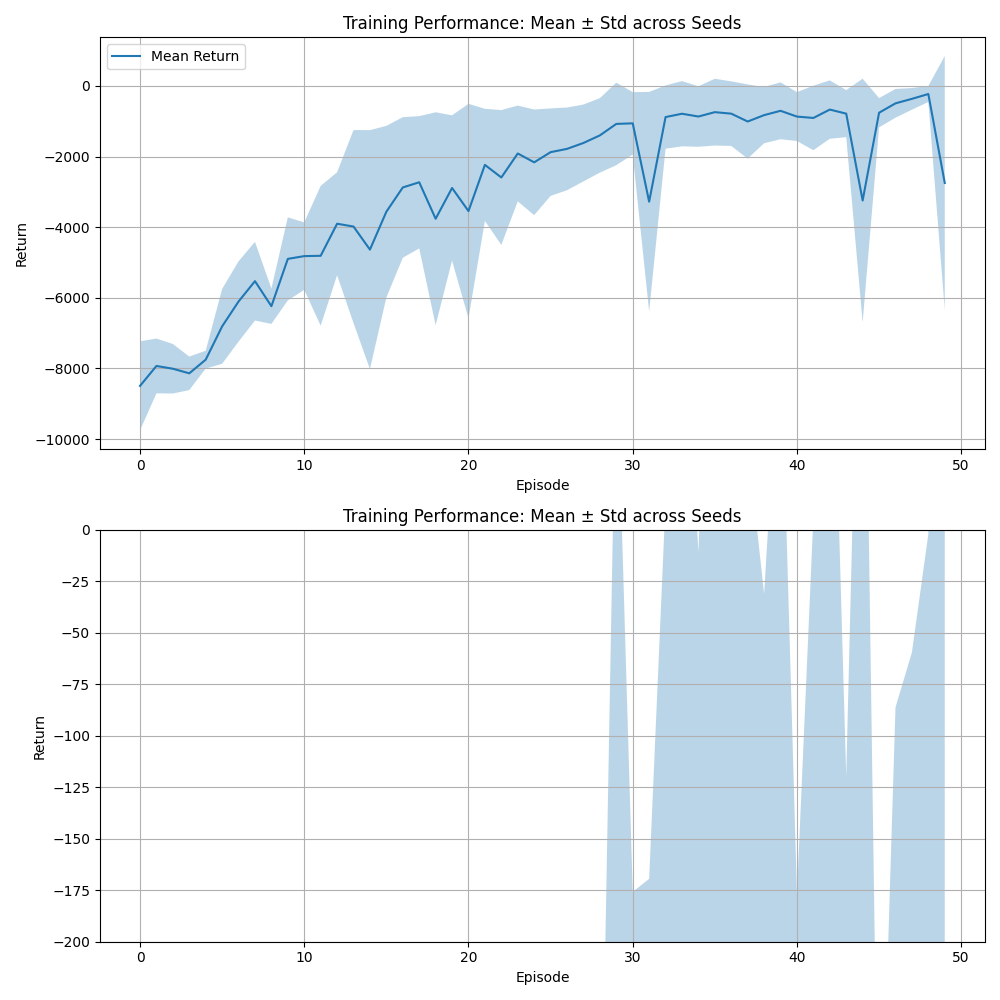 Training Performance: Mean ± Std across Seeds
Mean Return
0
−2000
−4000
−6000
−8000
−10000
Return
0 10 20 30 40 50
Episode
Training Performance: Mean ± Std across Seeds
0
−25
−50
−75
−100
−125
−150
−175
−200
Return
0 10 20 30 40 50
Episode